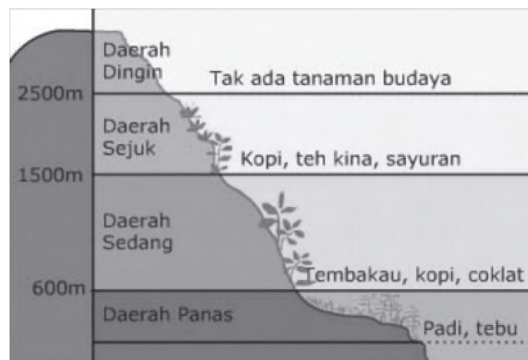 Daerah
Dingin
Tak ada tanaman budaya
2500m
Daerah
Sejuk
Kopi, teh kina, sayuran
1500m
Daerah
Sedang
Tembakau, kopi, coklat
600m
Daerah Panas
Padi, tebu